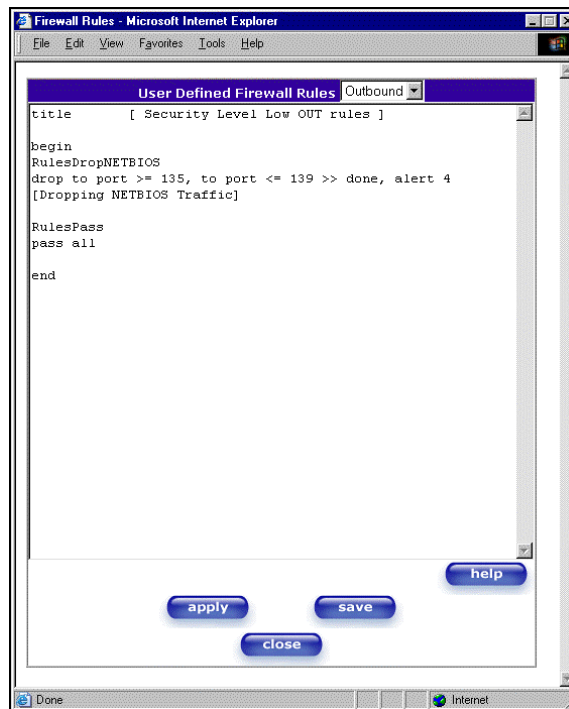 Firewall Rules - Microsoft Internet Explorer
File Edit View Favorites Tools Help
User Defined Firewall Rules Outbound
title [ Security Level Low OUT rules ]
begin
RulesDropNETBIOS
drop to port >= 135, to port <= 139 >> done, alert 4
[Dropping NETBIOS Traffic]
RulesPass
pass all
end
help
apply save
close
Done Internet